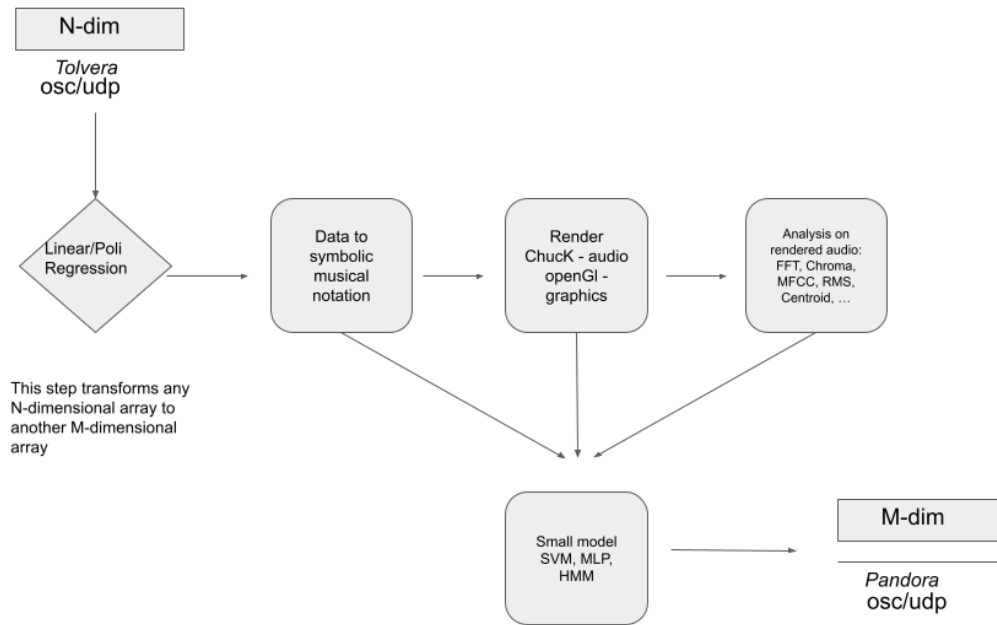 N-dim
Tolvera
osc/udp
Linear/Poli
Regression
Data to
symbolic
musical
notation
Render
ChucK - audio
openGl -
graphics
Analysis on
rendered audio:
FFT, Chroma,
MFCC, RMS,
Centroid, ...
This step transforms any
N-dimensional array to
another M-dimensional
array
Small model
SVM, MLP,
HMM
M-dim
Pandora
osc/udp